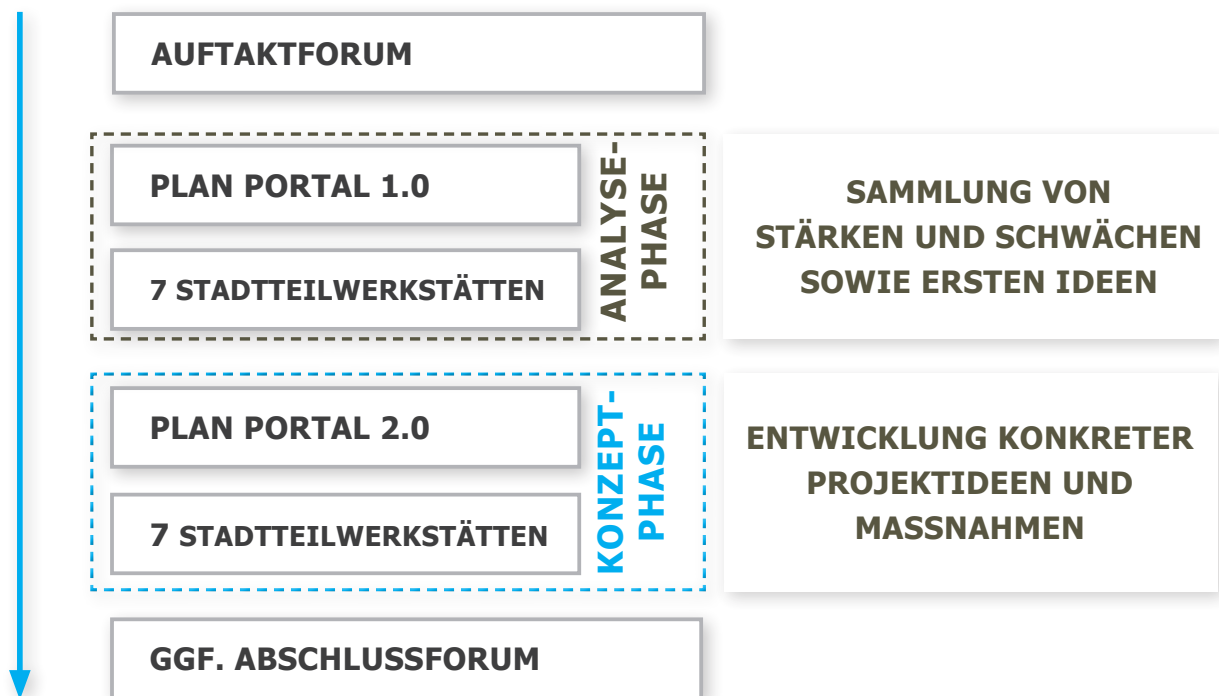 AUFTAKTFORUM
PLAN PORTAL 1.0
7 STADTTEILWERKSTÄTTEN
ANALYSE-
PHASE
SAMMLUNG VON
STÄRKEN UND SCHWÄCHEN
SOWIE ERSTEN IDEEN
PLAN PORTAL 2.0
7 STADTTEILWERKSTÄTTEN
KONZEPT-
PHASE
ENTWICKLUNG KONKRETER
PROJEKTIDEEN UND
MASSNAHMEN
GGF. ABSCHLUSSFORUM